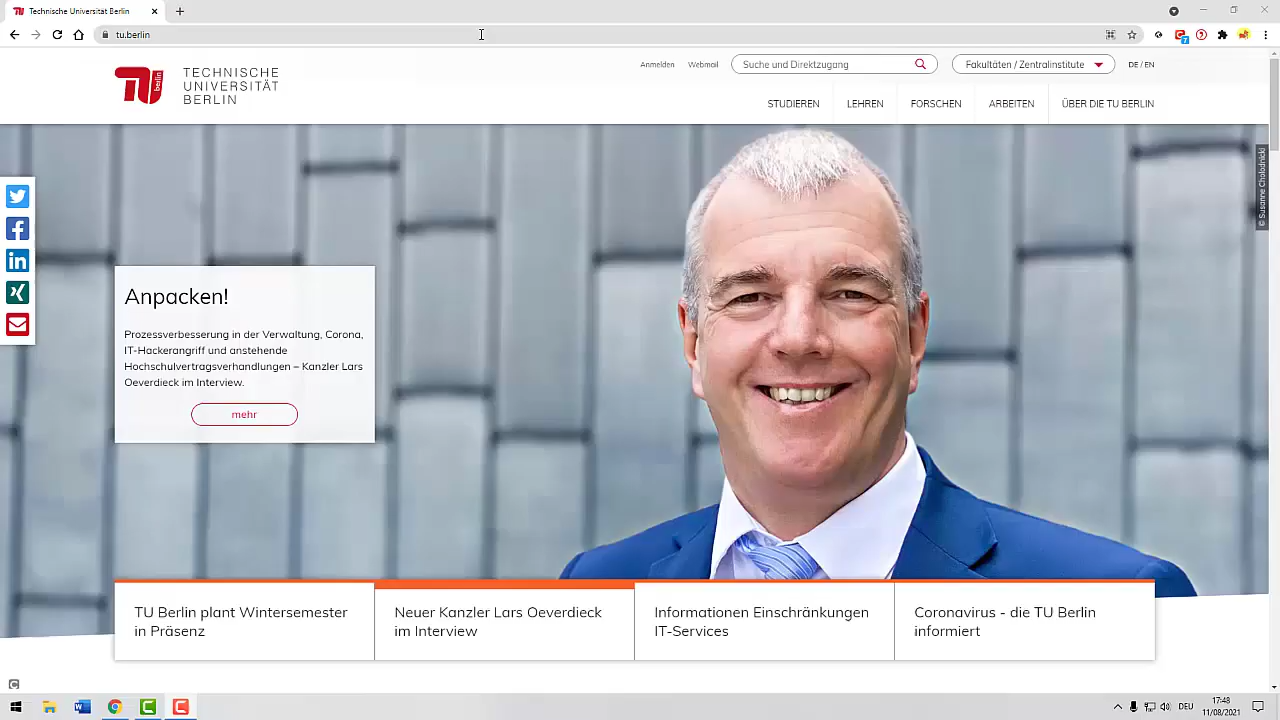 Technische Universität Berlin
tu.berlin
TECHNISCHE
UNIVERSITÄT
BERLIN
TU berlin
Anmelden
Webmail
Suche und Direktzugang
Fakultäten / Zentralinstitute
DE / EN
STUDIEREN
LEHREN
FORSCHEN
ARBEITEN
ÜBER DIE TU BERLIN
Anpacken!
Prozessverbesserung in der Verwaltung, Corona,
IT-Hackerangriff und anstehende
Hochschulvertragsverhandlungen – Kanzler Lars
Oeverdieck im Interview.
mehr
TU Berlin plant Wintersemester
in Präsenz
Neuer Kanzler Lars Oeverdieck
im Interview
Informationen Einschränkungen
IT-Services
Coronavirus - die TU Berlin
informiert
DEU
17:48
11/08/2021